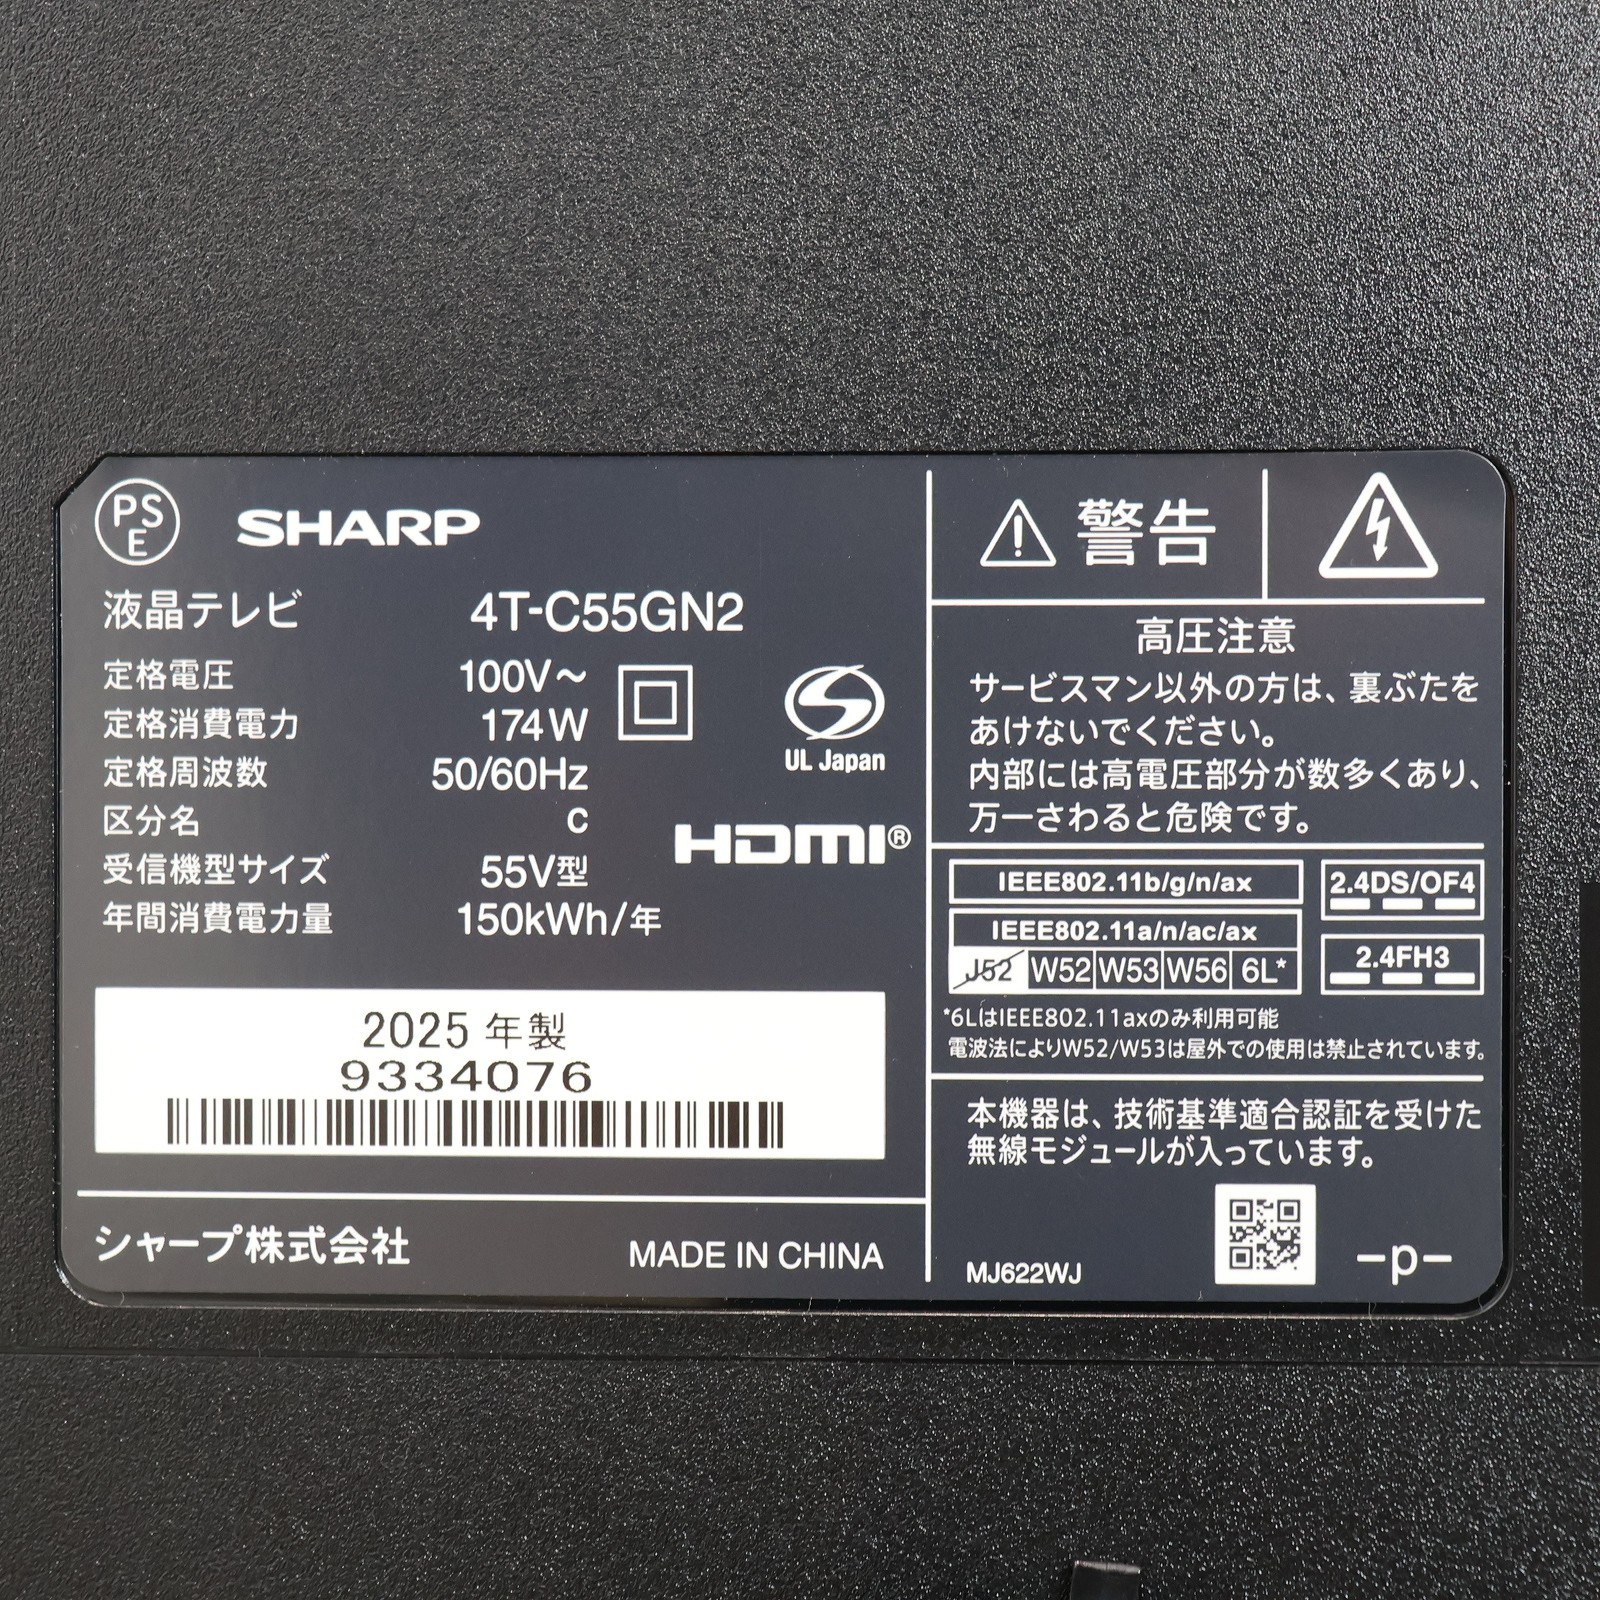 PS
E
SHARP
液晶テレビ 4T-C55GN2
定格電圧 100V～
定格消費電力 174W
定格周波数 50/60Hz
区分名 C
受信機型サイズ 55V型
年間消費電力量 150kWh/年
UL Japan
HDMI®
2025 年製
9334076
シャープ株式会社 MADE IN CHINA
警告
高圧注意
サービスマン以外の方は、裏ぶたを
あけないでください。
内部には高電圧部分が数多くあり、
万一さわると危険です。
IEEE802.11b/g/n/ax
IEEE802.11a/n/ac/ax
J52 W52 W53 W56 6L*
2.4DS/OF4
2.4FH3
*6LはIEEE802.11axのみ利用可能
電波法によりW52/W53は屋外での使用は禁止されています。
本機器は、技術基準適合認証を受けた
無線モジュールが入っています。
MJ622WJ -p-